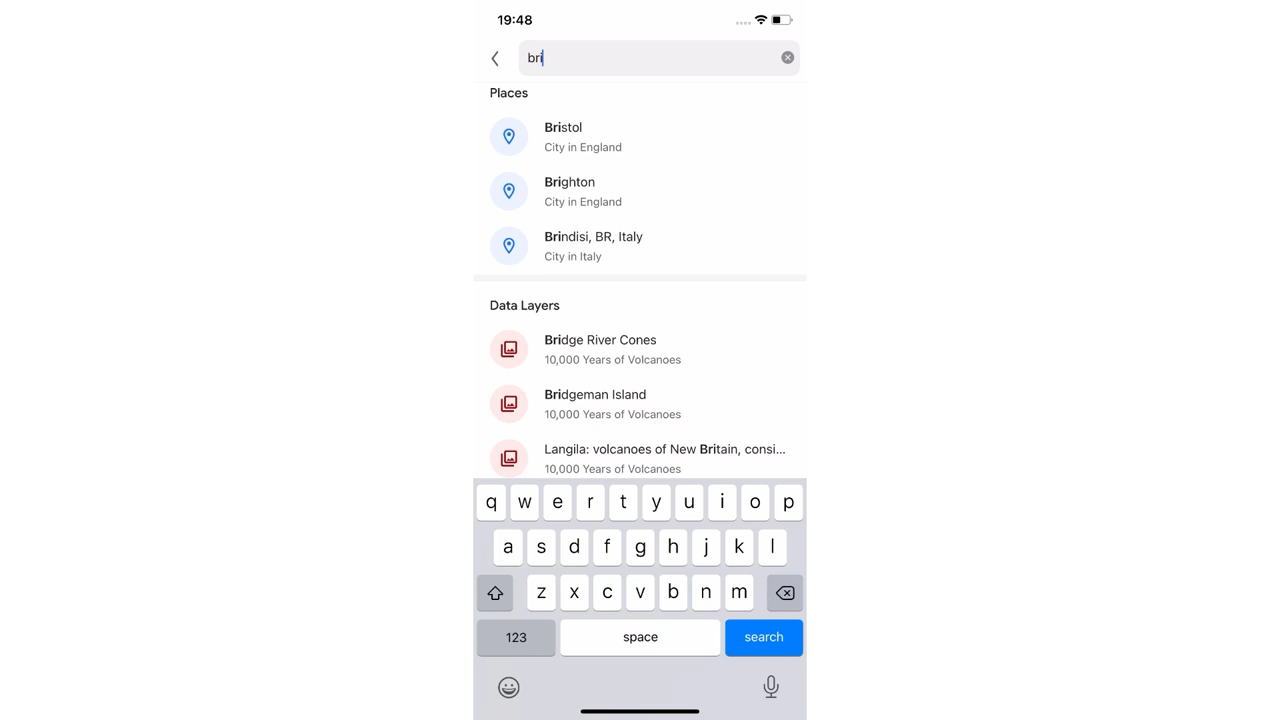 19:48
bri
Places
Bristol
City in England
Brighton
City in England
Brindisi, BR, Italy
City in Italy
Data Layers
Bridge River Cones
10,000 Years of Volcanoes
Bridgeman Island
10,000 Years of Volcanoes
Langila: volcanoes of New Britain, consi...
10,000 Years of Volcanoes
q w e r t y u i o p
a s d f g h j k l
z x c v b n m
123 space search